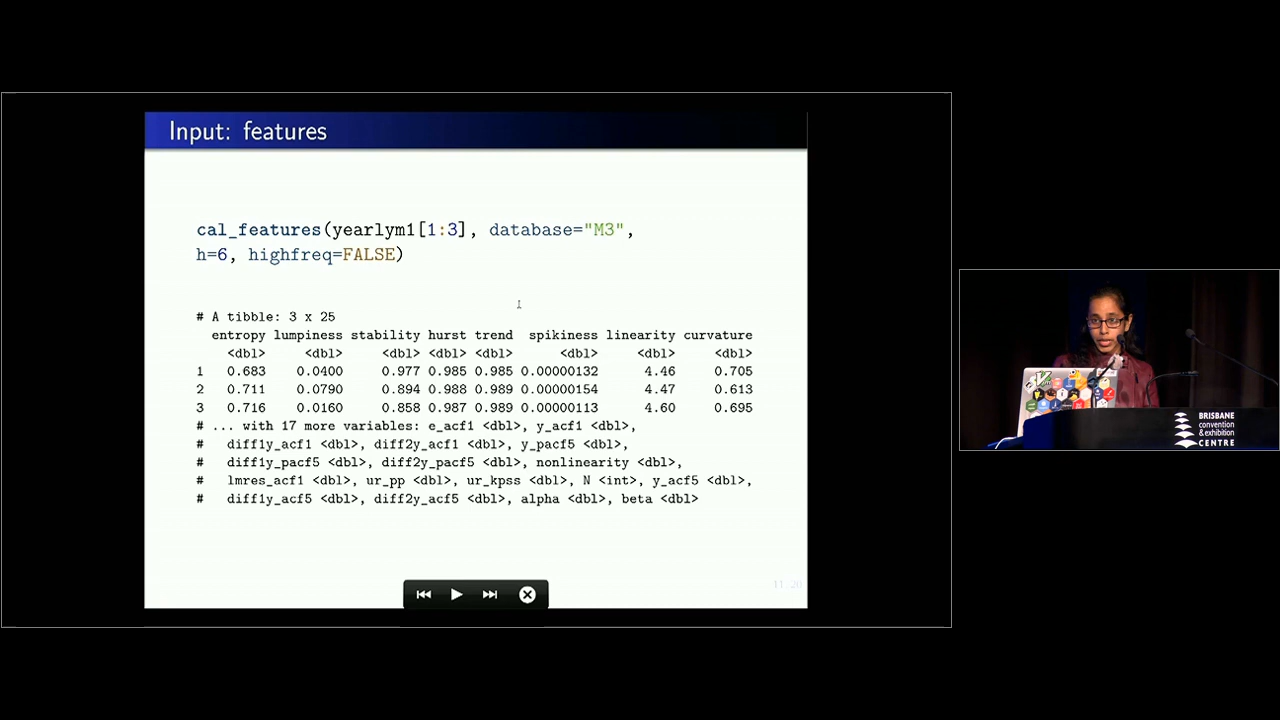 Input: features
cal_features(yearlym1[1:3], database="M3",
h=6, highfreq=FALSE)
# A tibble: 3 x 25
entropy lumpiness stability hurst trend spikiness linearity curvature
<dbl> <dbl> <dbl> <dbl> <dbl> <dbl> <dbl> <dbl>
1 0.683 0.0400 0.977 0.985 0.985 0.00000132 4.46 0.705
2 0.711 0.0790 0.894 0.988 0.989 0.00000154 4.47 0.613
3 0.716 0.0160 0.858 0.987 0.989 0.00000113 4.60 0.695
# ... with 17 more variables: e_acf1 <dbl>, y_acf1 <dbl>,
# diff1y_acf1 <dbl>, diff2y_acf1 <dbl>, y_pacf5 <dbl>,
# diff1y_pacf5 <dbl>, diff2y_pacf5 <dbl>, nonlinearity <dbl>,
# lmres_acf1 <dbl>, ur_pp <dbl>, ur_kpss <dbl>, N <int>, y_acf5 <dbl>,
# diff1y_acf5 <dbl>, diff2y_acf5 <dbl>, alpha <dbl>, beta <dbl>
BRISBANE
convention
& exhibition
CENTRE